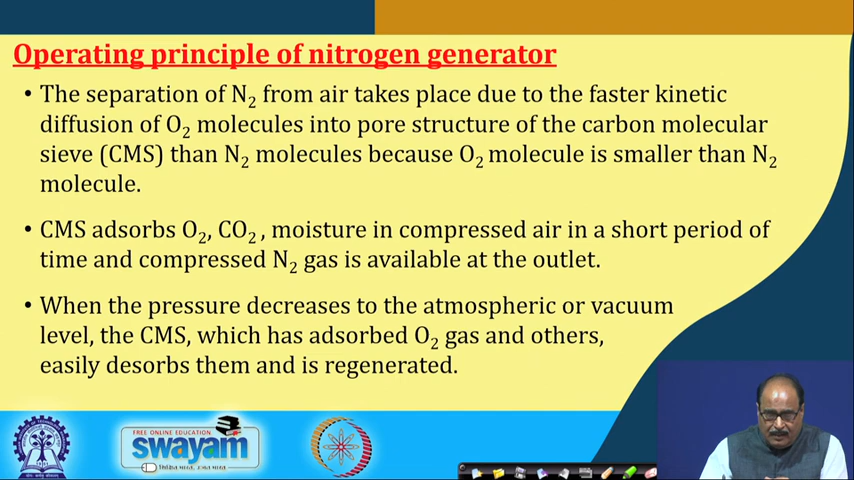 Operating principle of nitrogen generator
• The separation of N₂ from air takes place due to the faster kinetic
diffusion of O₂ molecules into pore structure of the carbon molecular
sieve (CMS) than N₂ molecules because O₂ molecule is smaller than N₂
molecule.
• CMS adsorbs O₂, CO₂ , moisture in compressed air in a short period of
time and compressed N₂ gas is available at the outlet.
• When the pressure decreases to the atmospheric or vacuum
level, the CMS, which has adsorbed O₂ gas and others,
easily desorbs them and is regenerated.
FREE ONLINE EDUCATION
swayam